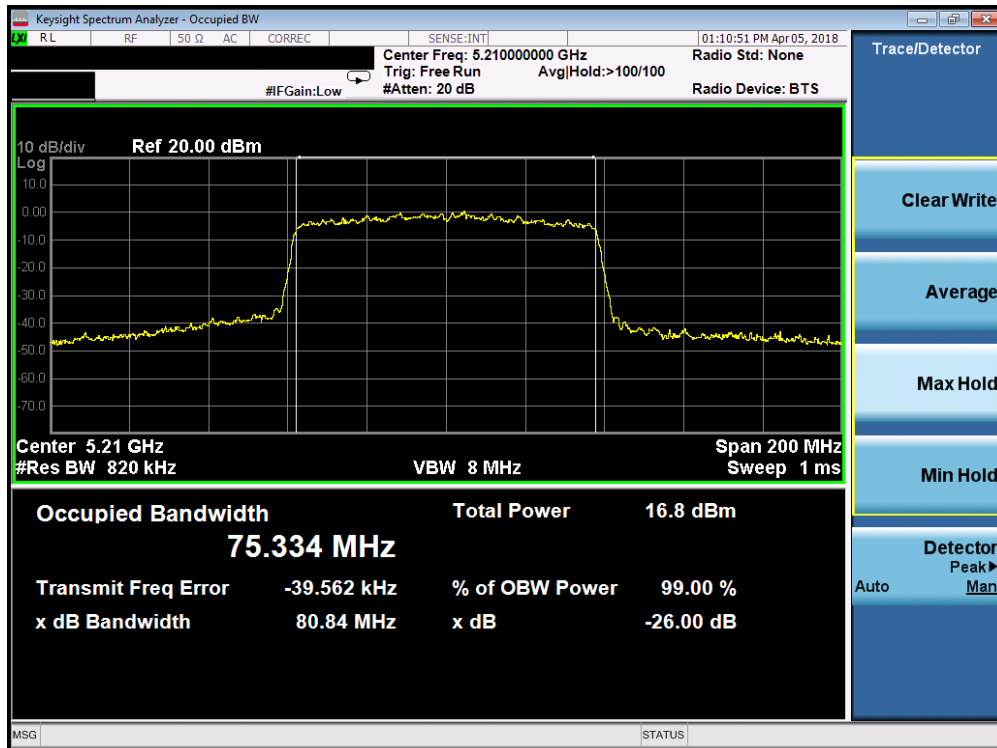 Keysight Spectrum Analyzer - Occupied BW
LXI RL RF 50 Ω AC CORREC SENSE:INT 01:10:51 PM Apr 05, 2018
Center Freq: 5.210000000 GHz Radio Std: None
Trig: Free Run Avg|Hold:>100/100
#IFGain:Low #Atten: 20 dB Radio Device: BTS
Trace/Detector
10 dB/div Ref 20.00 dBm
Log
10.0
0.00
-10.0
-20.0
-30.0
-40.0
-50.0
-60.0
-70.0
Center 5.21 GHz Span 200 MHz
#Res BW 820 kHz VBW 8 MHz Sweep 1 ms
Occupied Bandwidth Total Power 16.8 dBm
75.334 MHz
Transmit Freq Error -39.562 kHz % of OBW Power 99.00 %
x dB Bandwidth 80.84 MHz x dB -26.00 dB
Clear Write
Average
Max Hold
Min Hold
Detector
Peak▶
Auto Man
MSG STATUS